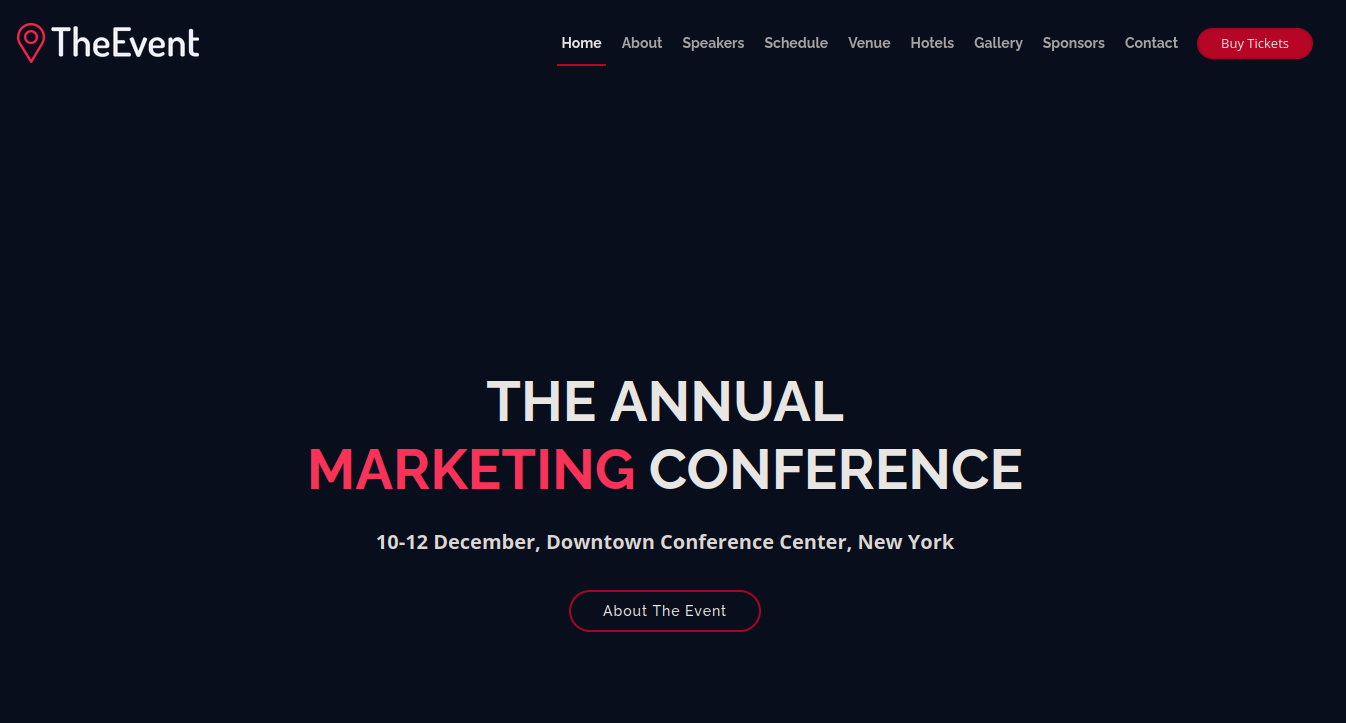 TheEvent
Home About Speakers Schedule Venue Hotels Gallery Sponsors Contact Buy Tickets
THE ANNUAL
MARKETING CONFERENCE
10-12 December, Downtown Conference Center, New York
About The Event